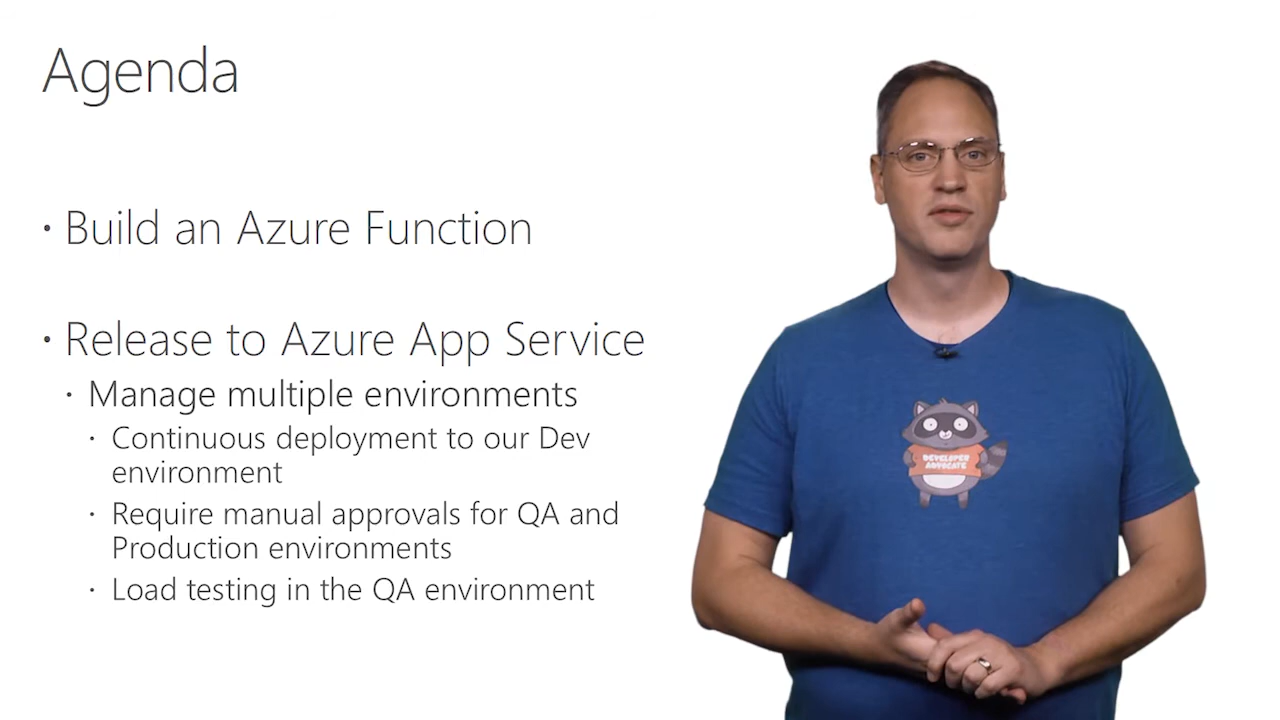 Agenda
• Build an Azure Function
• Release to Azure App Service
• Manage multiple environments
• Continuous deployment to our Dev
environment
• Require manual approvals for QA and
Production environments
• Load testing in the QA environment
DEVELOPER
ADVOCATE